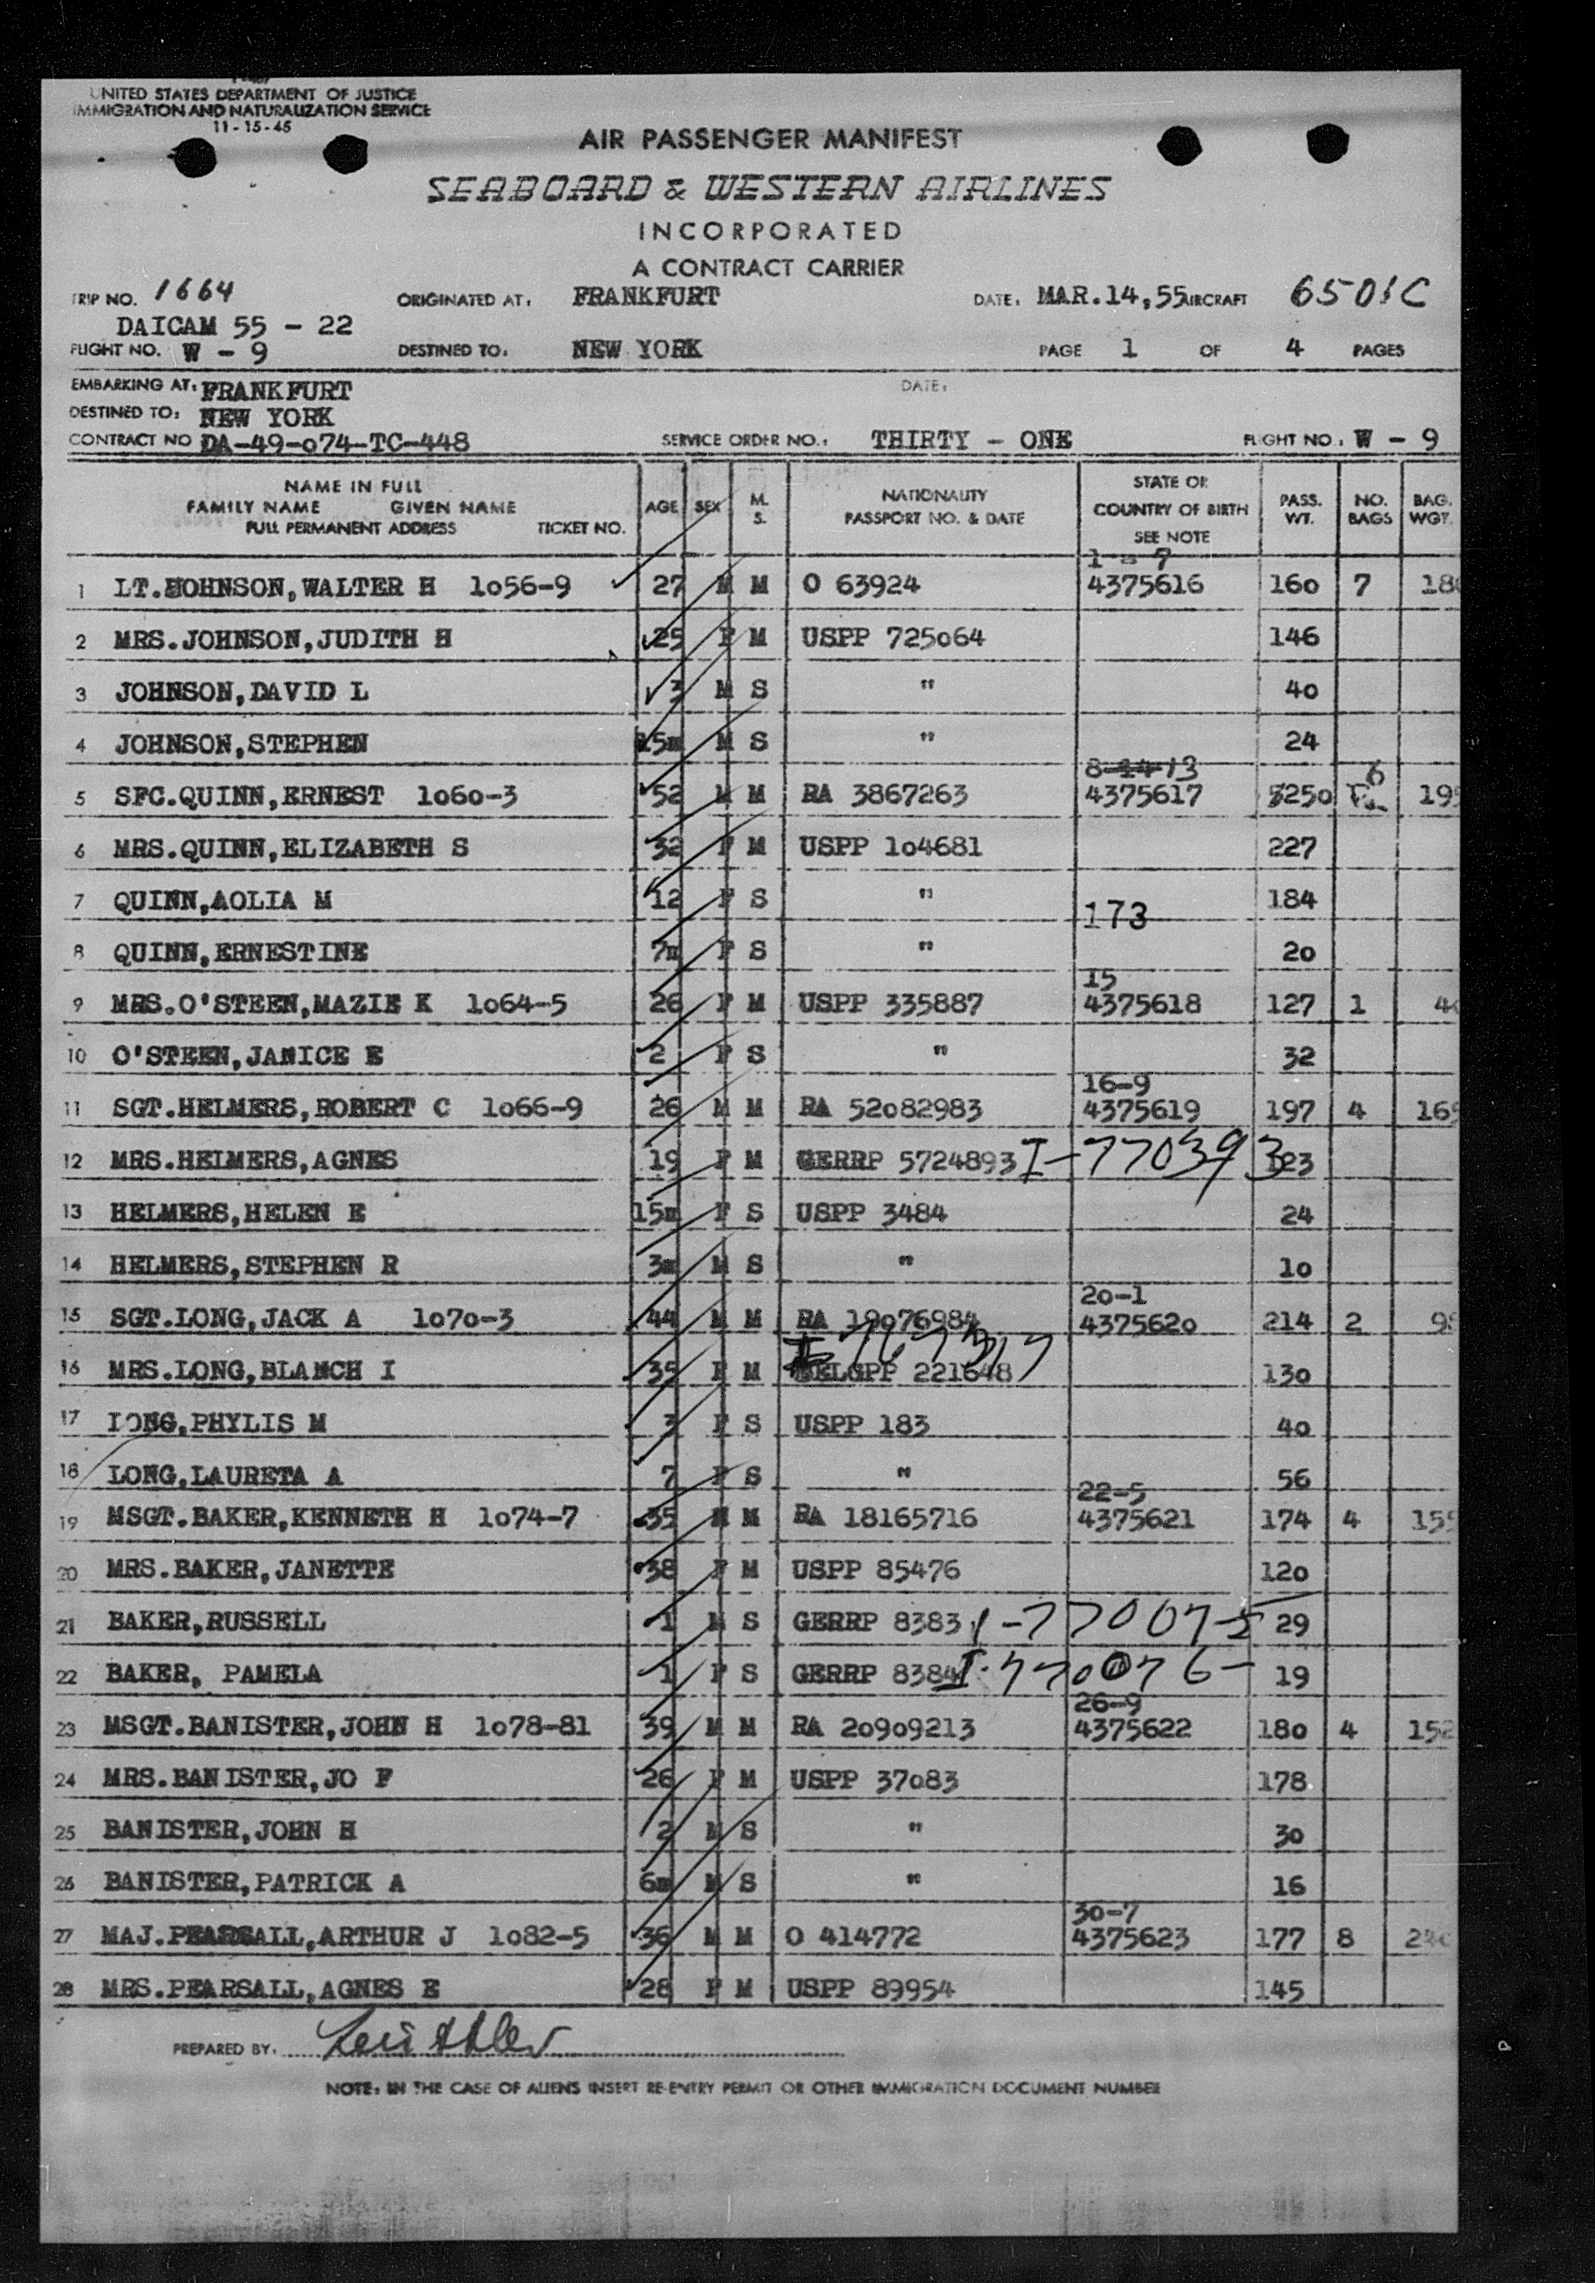 UNITED STATES DEPARTMENT OF JUSTICE
IMMIGRATION AND NATURALIZATION SERVICE
11-15-45
AIR PASSENGER MANIFEST
SEABOARD & WESTERN AIRLINES
INCORPORATED
A CONTRACT CARRIER
TRIP NO. 1664 ORIGINATED AT: FRANKFURT DATE: MAR.14,55 AIRCRAFT 6501C
DAICAM 55 - 22
FLIGHT NO. W - 9 DESTINED TO: NEW YORK PAGE 1 OF 4 PAGES
EMBARKING AT: FRANKFURT DATE:
DESTINED TO: NEW YORK
CONTRACT NO DA-49-074-TC-448 SERVICE ORDER NO.: THIRTY - ONE FLIGHT NO.: W - 9
NAME IN FULL
FAMILY NAME GIVEN NAME
FULL PERMANENT ADDRESS TICKET NO. AGE SEX M. S. NATIONALITY PASSPORT NO. & DATE STATE OR COUNTRY OF BIRTH SEE NOTE PASS. WT. NO. BAGS BAG. WGT.
1 - 7
1 LT.JOHNSON,WALTER H 1056-9 27 M M O 63924 4375616 160 7
2 MRS.JOHNSON,JUDITH H 25 F M USPP 725064 146
3 JOHNSON,DAVID L 3 M S " 40
4 JOHNSON,STEPHEN 15m M S " 24
8-14-13
5 SFC.QUINN,ERNEST 1060-3 52 M M RA 3867263 4375617 250 6
6 MRS.QUINN,ELIZABETH S 32 F M USPP 104681 227
7 QUINN,AOLIA M 12 F S " 184
173
8 QUINN,ERNESTINE 7m F S " 20
15
9 MRS.O'STEEN,MAZIE K 1064-5 26 F M USPP 335887 4375618 127 1
10 O'STEEN,JANICE E 2 F S " 32
16-9
11 SGT.HELMERS,ROBERT C 1066-9 26 M M RA 52082983 4375619 197 4
12 MRS.HELMERS,AGNES 19 F M GERRP 5724893 I-770393 123
13 HELMERS,HELEN E 15m F S USPP 3484 24
14 HELMERS,STEPHEN R 3m M S " 10
20-1
15 SGT.LONG,JACK A 1070-3 44 M M RA 19076984 4375620 214 2
16 MRS.LONG,BLANCH I 35 F M BELGPP 221648 130
17 LONG,PHYLIS M 3 F S USPP 183 40
18 LONG,LAURETA A 7 F S " 56
22-5
19 MSGT.BAKER,KENNETH H 1074-7 35 M M RA 18165716 4375621 174 4 155
20 MRS.BAKER,JANETTE 38 F M USPP 85476 120
21 BAKER,RUSSELL 1 M S GERRP 8383 I-770075 29
22 BAKER, PAMELA 1 F S GERRP 8384 I-770076 19
26-9
23 MSGT.BANISTER,JOHN H 1078-81 39 M M RA 20909213 4375622 180 4 152
24 MRS.BANISTER,JO F 26 F M USPP 37083 178
25 BANISTER,JOHN H 2 M S " 30
26 BANISTER,PATRICK A 6m M S " 16
30-7
27 MAJ.PEARSALL,ARTHUR J 1082-5 36 M M O 414772 4375623 177 8
28 MRS.PEARSALL,AGNES E 28 F M USPP 89954 145
PREPARED BY:
NOTE: IN THE CASE OF ALIENS INSERT RE-ENTRY PERMIT OR OTHER IMMIGRATION DOCUMENT NUMBER